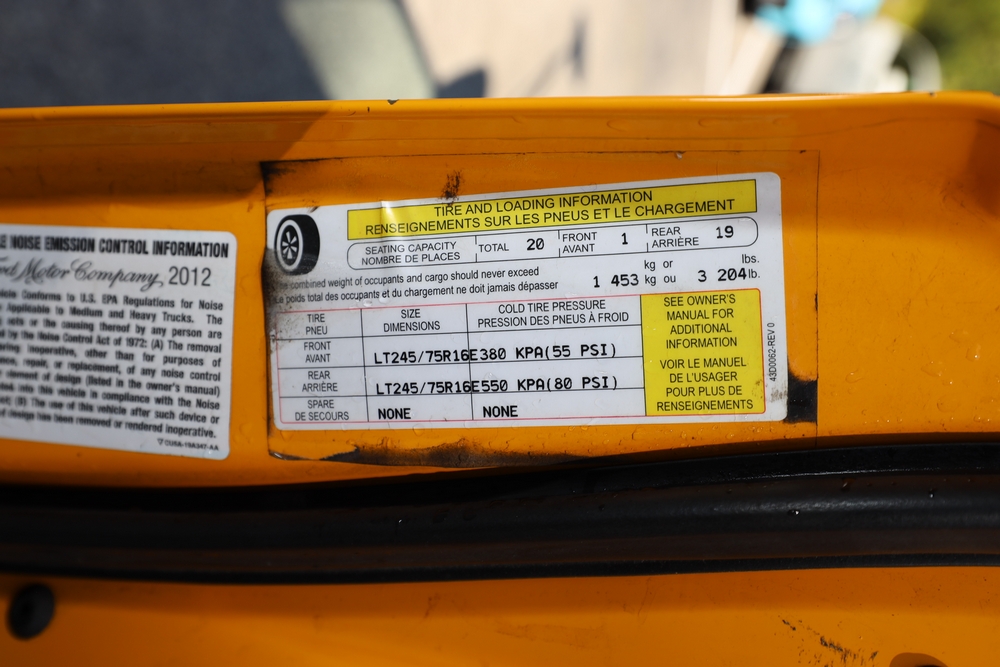 E NOISE EMISSION CONTROL INFORMATION
Ford Motor Company, 2012
Conforms to U.S. EPA Regulations for Noise
Applicable to Medium and Heavy Trucks. The
acts or the causing thereof by any person are
by the Noise Control Act of 1972: (A) The removal
rendering inoperative, other than for purposes of
repair, or replacement, of any noise control
element of design (listed in the owner's manual)
into this vehicle in compliance with the Noise
(B) The use of this vehicle after such device or
of design has been removed or rendered inoperative.
TIRE AND LOADING INFORMATION
RENSEIGNEMENTS SUR LES PNEUS ET LE CHARGEMENT
SEATING CAPACITY TOTAL 20 FRONT 1 REAR 19
NOMBRE DE PLACES AVANT ARRIÈRE
combined weight of occupants and cargo should never exceed kg or lbs.
Le poids total des occupants et du chargement ne doit jamais dépasser 1 453 kg ou 3 204 lb.
TIRE SIZE COLD TIRE PRESSURE
PNEU DIMENSIONS PRESSION DES PNEUS À FROID
FRONT
AVANT LT245/75R16E 380 KPA(55 PSI)
REAR
ARRIÈRE LT245/75R16E 550 KPA(80 PSI)
SPARE
DE SECOURS NONE NONE
SEE OWNER'S
MANUAL FOR
ADDITIONAL
INFORMATION
VOIR LE MANUEL
DE L'USAGER
POUR PLUS DE
RENSEIGNEMENTS
43D0062-REV 0